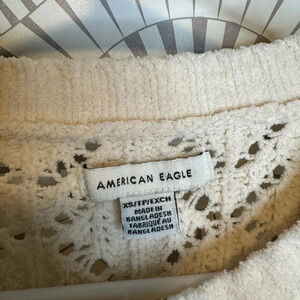 AMERICAN EAGLE
XS/TP/EXCH
MADE IN
BANGLADESH
FABRIQUÉ AU
BANGLADESH